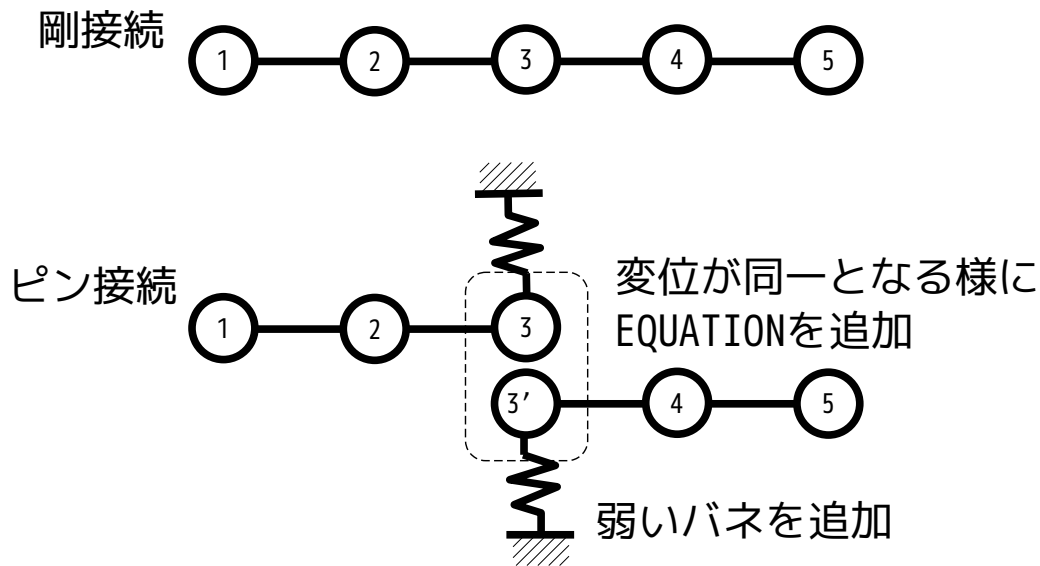 剛接続
1 2 3 4 5
ピン接続
1 2 3
変位が同一となる様に
EQUATIONを追加
3′ 4 5
弱いバネを追加